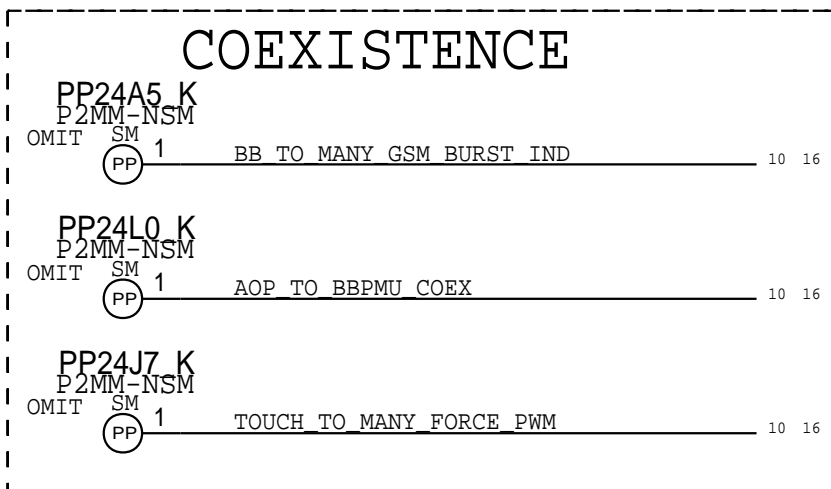 COEXISTENCE
PP24A5_K
P2MM-NSM
OMIT SM
PP 1 BB_TO_MANY_GSM_BURST_IND 10 16
PP24L0_K
P2MM-NSM
OMIT SM
PP 1 AOP_TO_BBPMU_COEX 10 16
PP24J7_K
P2MM-NSM
OMIT SM
PP 1 TOUCH_TO_MANY_FORCE_PWM 10 16